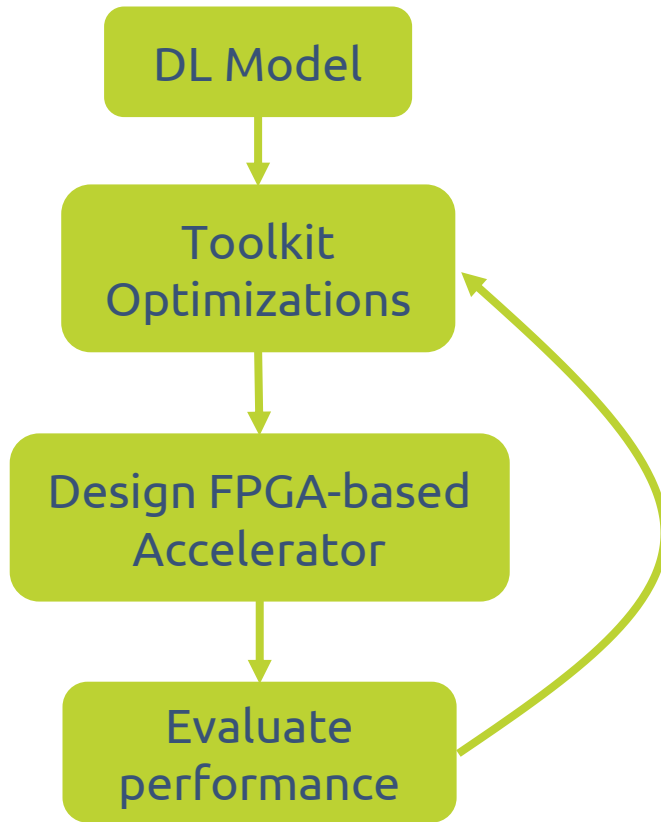 DL Model
Toolkit
Optimizations
Design FPGA-based
Accelerator
Evaluate
performance